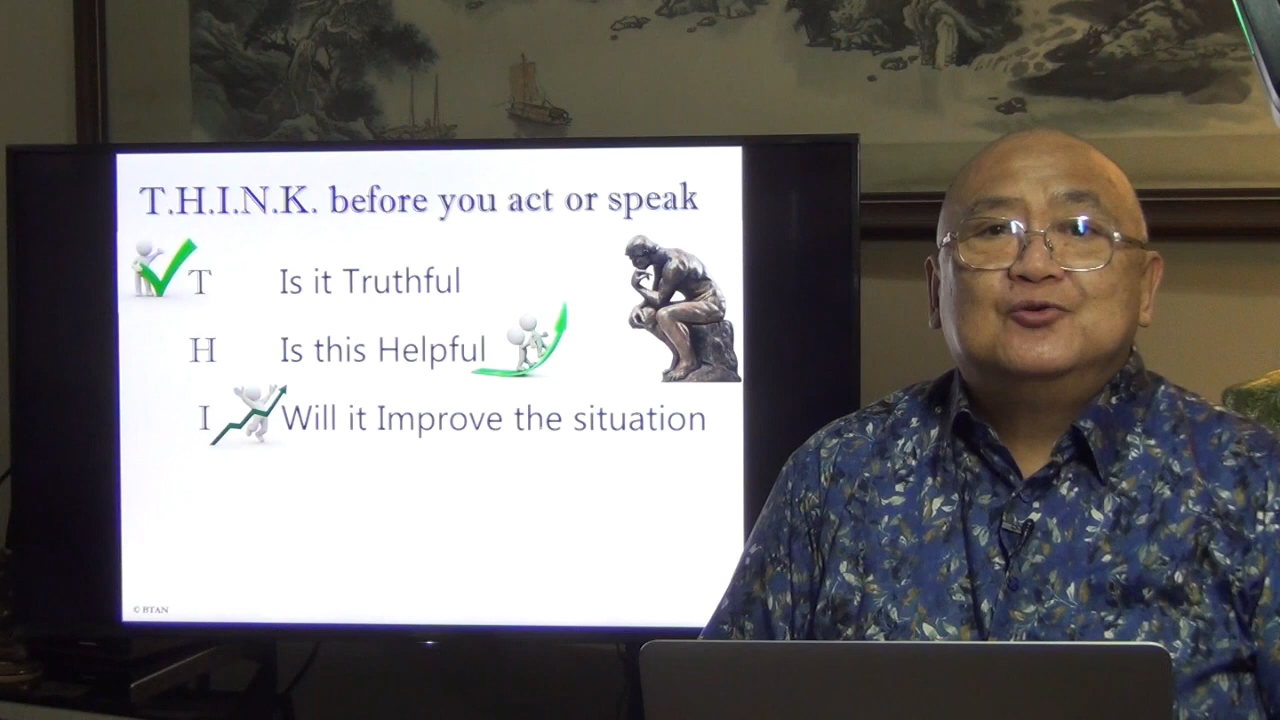 T.H.I.N.K. before you act or speak
T Is it Truthful
H Is this Helpful
I Will it Improve the situation
© BTAN